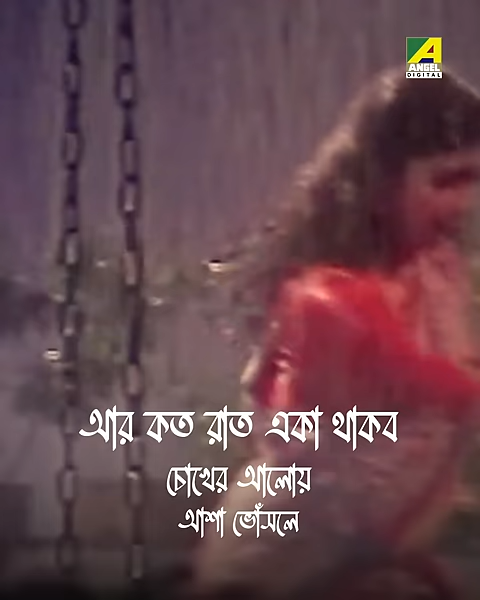 ANGEL
DIGITAL
আর কত রাত একা থাকব
চোখের আলোয়
আশা ভোঁসলে